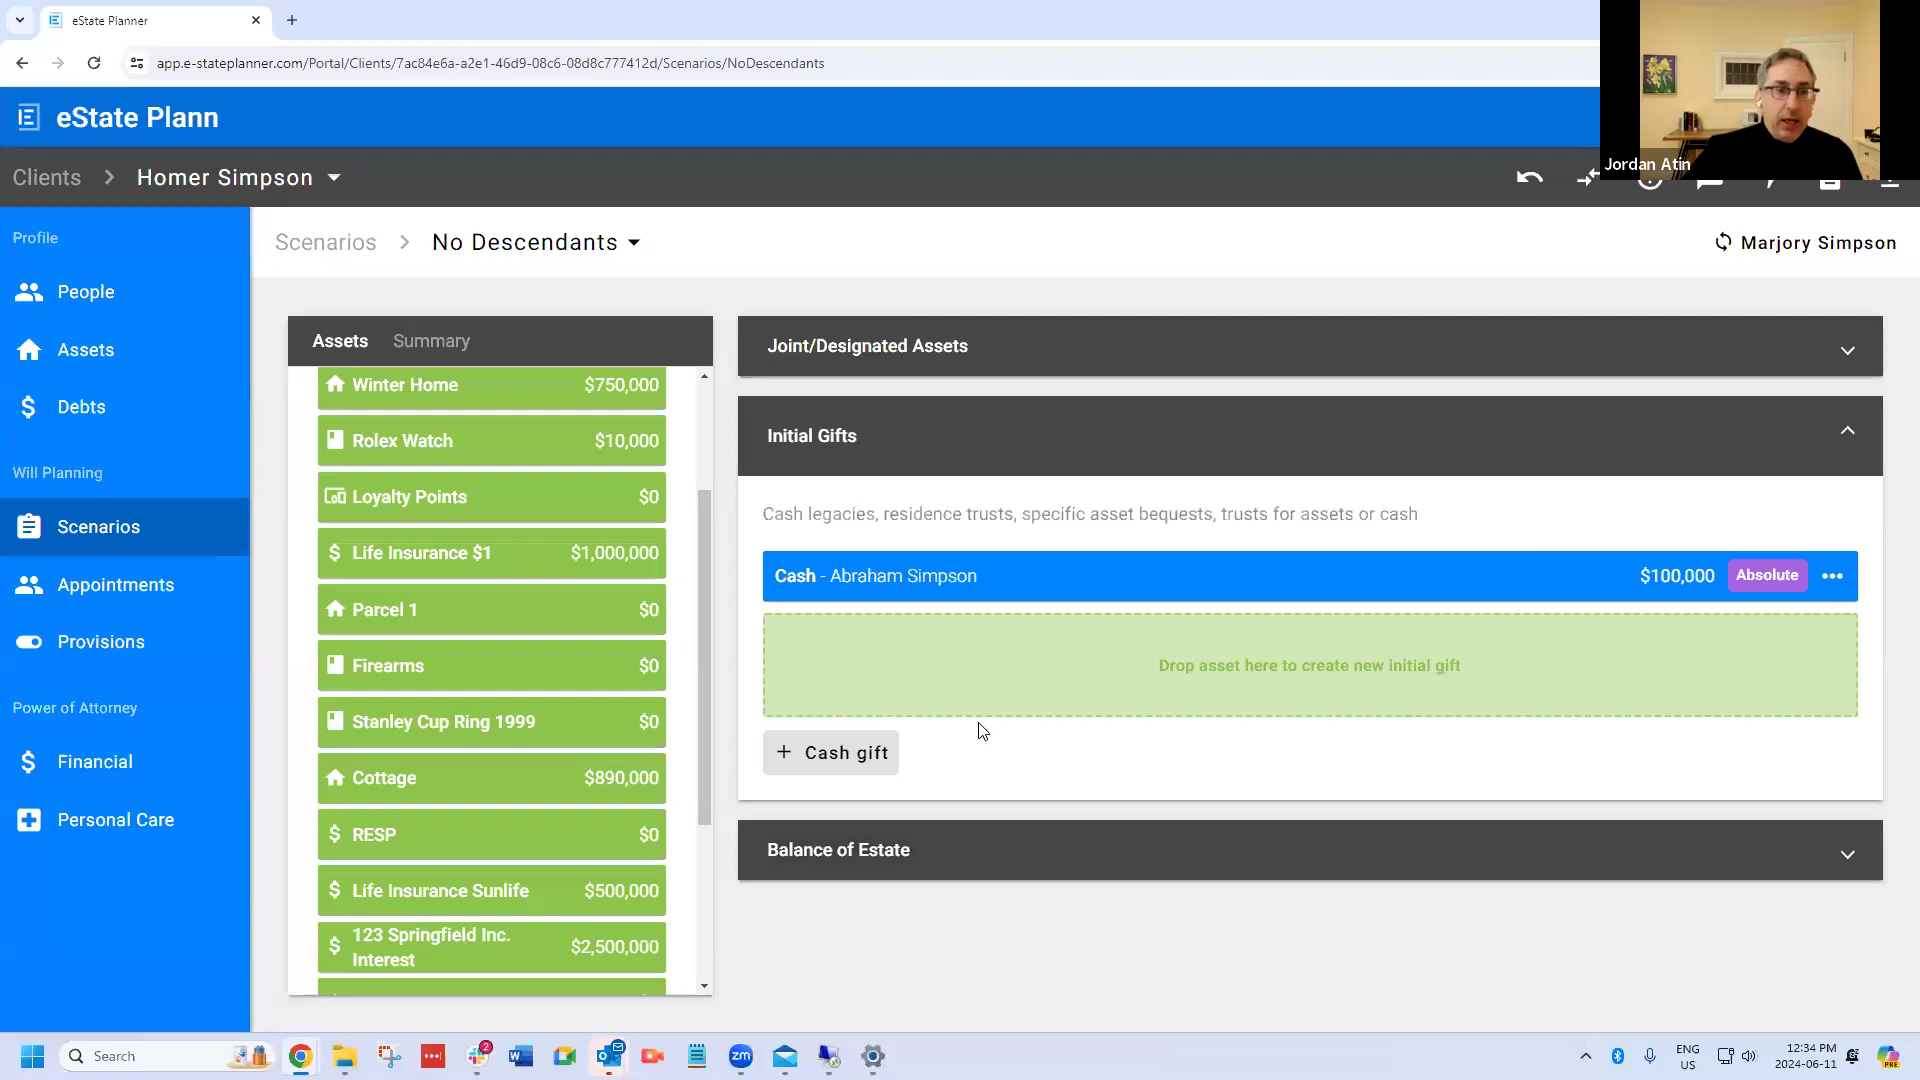 eState Planner
app.e-stateplanner.com/Portal/Clients/7ac84e6a-a2e1-46d9-08c6-08d8c777412d/Scenarios/NoDescendants
eState Plann
Jordan Atin
Clients > Homer Simpson
Profile
People
Assets
Debts
Will Planning
Scenarios
Appointments
Provisions
Power of Attorney
Financial
Personal Care
Scenarios > No Descendants
Marjory Simpson
Assets Summary
Winter Home $750,000
Rolex Watch $10,000
Loyalty Points $0
Life Insurance $1 $1,000,000
Parcel 1 $0
Firearms $0
Stanley Cup Ring 1999 $0
Cottage $890,000
RESP $0
Life Insurance Sunlife $500,000
123 Springfield Inc.
Interest $2,500,000
Joint/Designated Assets
Initial Gifts
Cash legacies, residence trusts, specific asset bequests, trusts for assets or cash
Cash - Abraham Simpson $100,000 Absolute
Drop asset here to create new initial gift
+ Cash gift
Balance of Estate
Search
2
zm
ENG
US
12:34 PM
2024-06-11
PRE